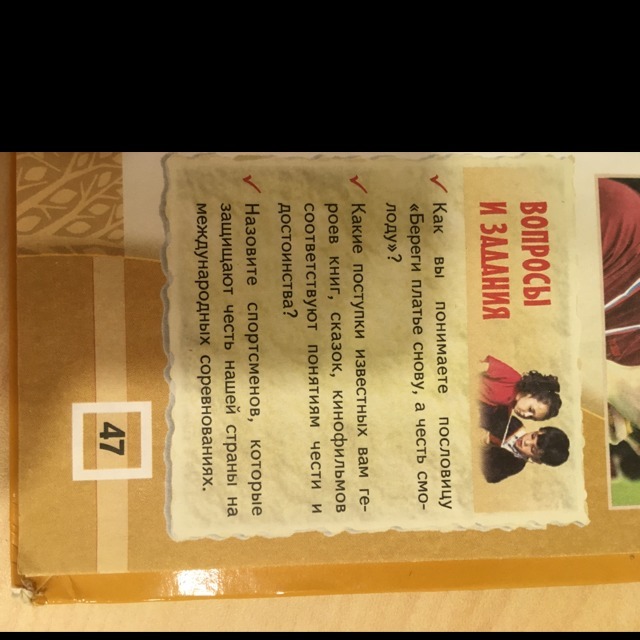 ВОПРОСЫ
И ЗАДАНИЯ
Как вы понимаете пословицу
«Береги платье снову, а честь смо-
лоду»?
Какие поступки известных вам ге-
роев книг, сказок, кинофильмов
соответствуют понятиям чести и
достоинства?
Назовите спортсменов, которые
защищают честь нашей страны на
международных соревнованиях.
47